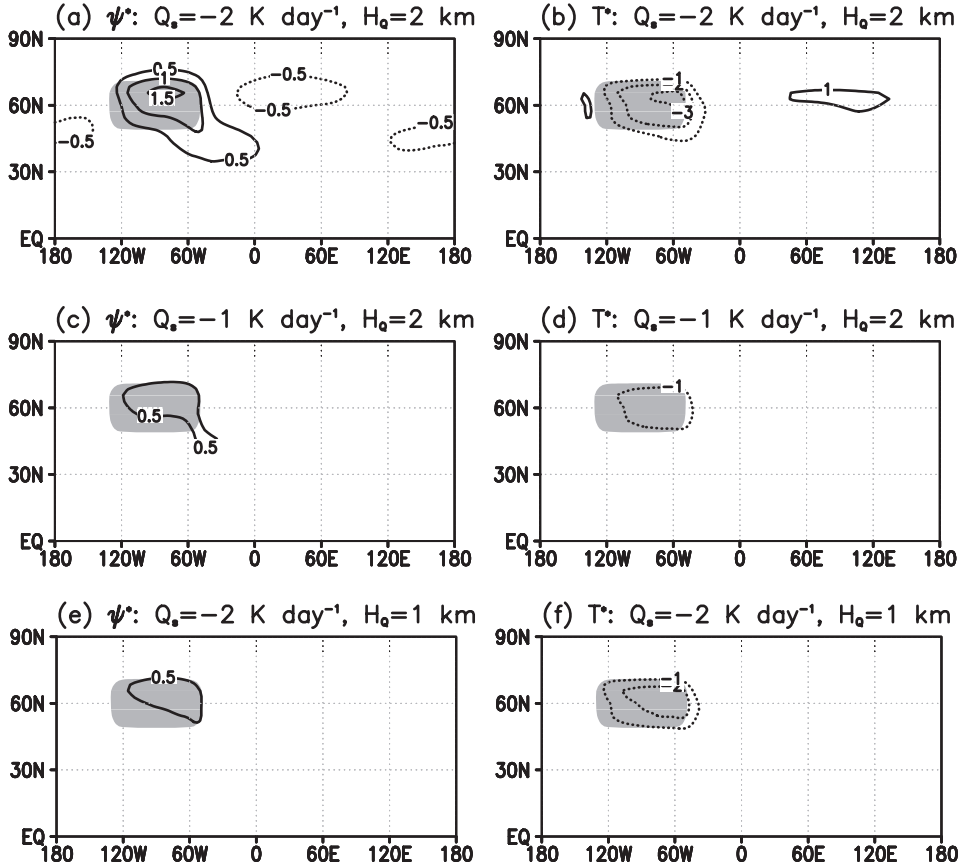 (a) ψ*: Qs=−2 K day⁻¹, HQ=2 km
90N
60N
30N
EQ
0.5
1
1.5
−0.5
−0.5
−0.5
−0.5
0.5
180 120W 60W 0 60E 120E 180
(b) T*: Qs=−2 K day⁻¹, HQ=2 km
90N
60N
30N
EQ
−1
−2
−3
1
180 120W 60W 0 60E 120E 180
(c) ψ*: Qs=−1 K day⁻¹, HQ=2 km
90N
60N
30N
EQ
0.5
0.5
180 120W 60W 0 60E 120E 180
(d) T*: Qs=−1 K day⁻¹, HQ=2 km
90N
60N
30N
EQ
−1
180 120W 60W 0 60E 120E 180
(e) ψ*: Qs=−2 K day⁻¹, HQ=1 km
90N
60N
30N
EQ
0.5
180 120W 60W 0 60E 120E 180
(f) T*: Qs=−2 K day⁻¹, HQ=1 km
90N
60N
30N
EQ
−1
−2
180 120W 60W 0 60E 120E 180